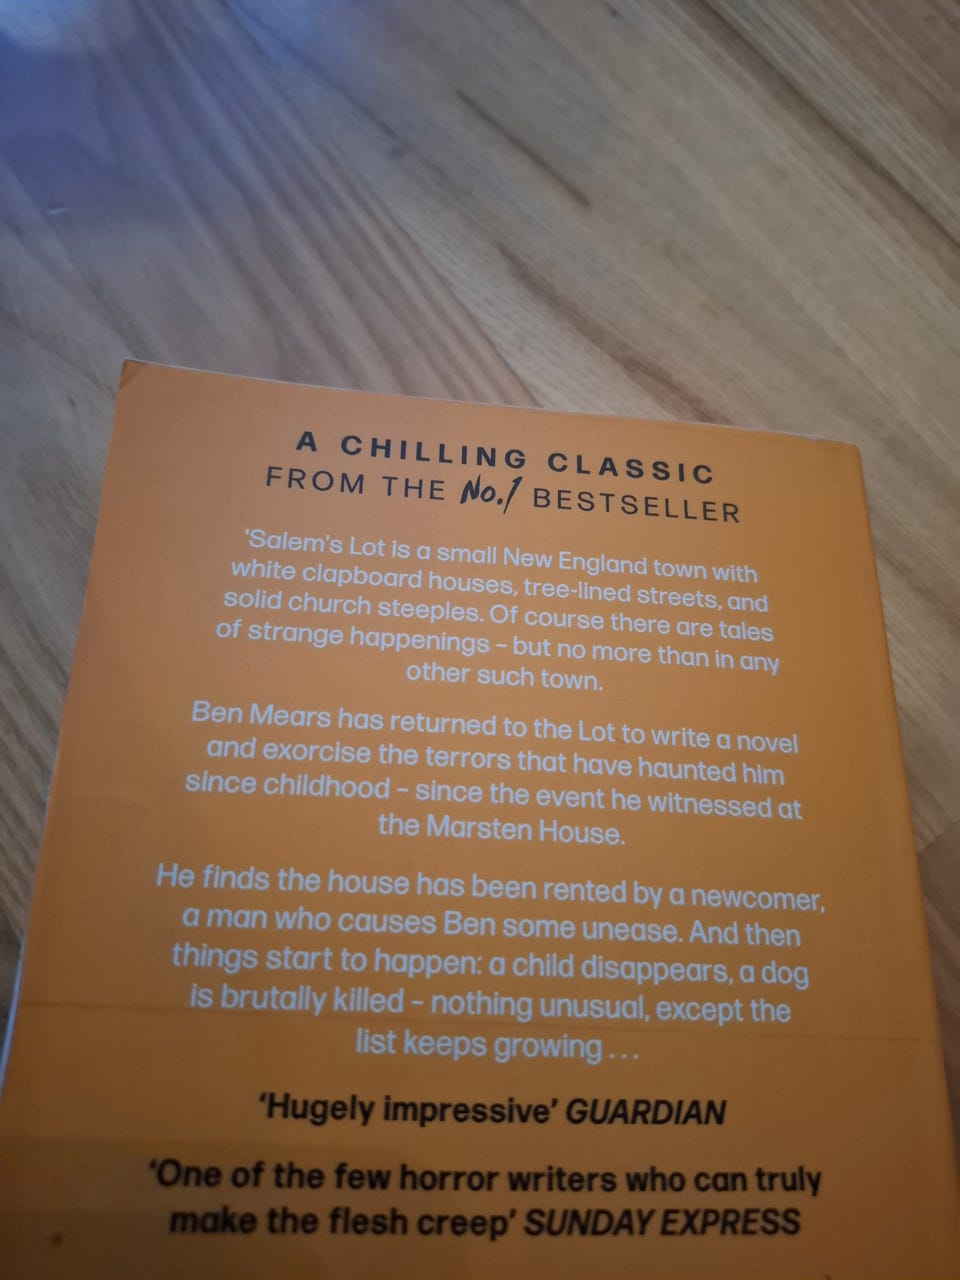 A CHILLING CLASSIC
FROM THE No.1 BESTSELLER
'Salem's Lot is a small New England town with
white clapboard houses, tree-lined streets, and
solid church steeples. Of course there are tales
of strange happenings – but no more than in any
other such town.
Ben Mears has returned to the Lot to write a novel
and exorcise the terrors that have haunted him
since childhood – since the event he witnessed at
the Marsten House.
He finds the house has been rented by a newcomer,
a man who causes Ben some unease. And then
things start to happen: a child disappears, a dog
is brutally killed – nothing unusual, except the
list keeps growing ...
‘Hugely impressive’ GUARDIAN
‘One of the few horror writers who can truly
make the flesh creep’ SUNDAY EXPRESS